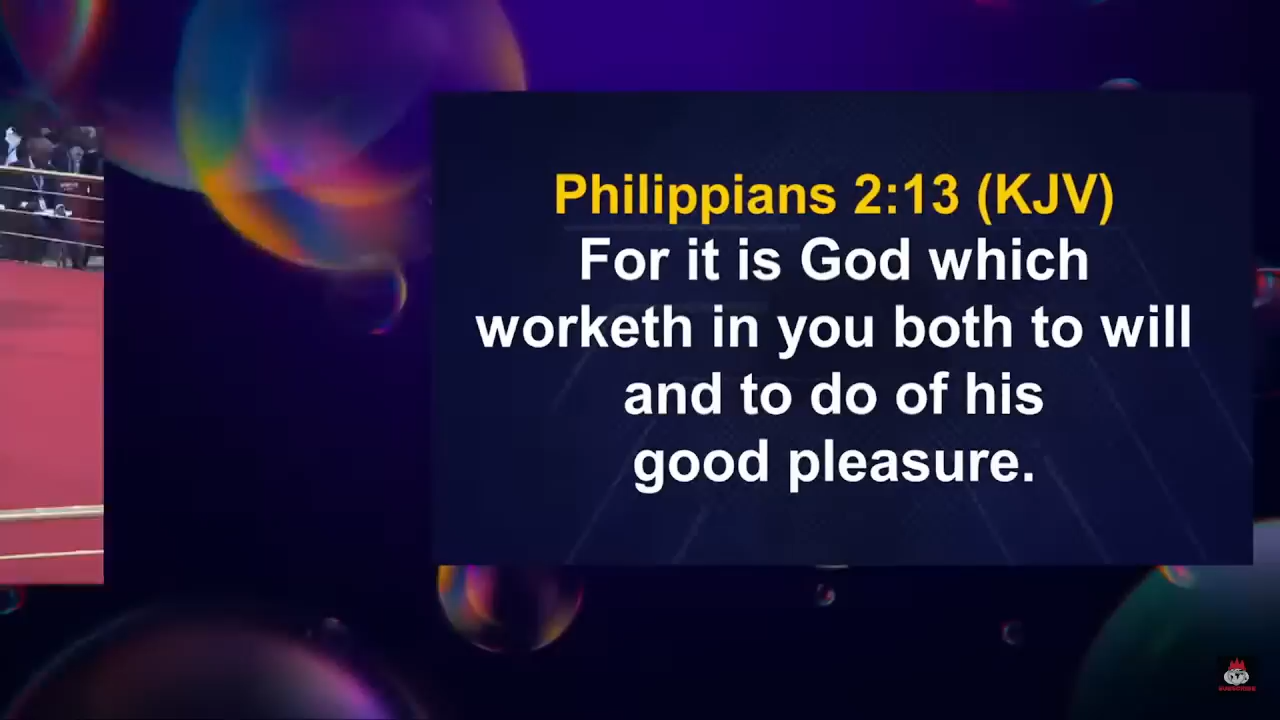 Philippians 2:13 (KJV)
For it is God which
worketh in you both to will
and to do of his
good pleasure.
SUBSCRIBE